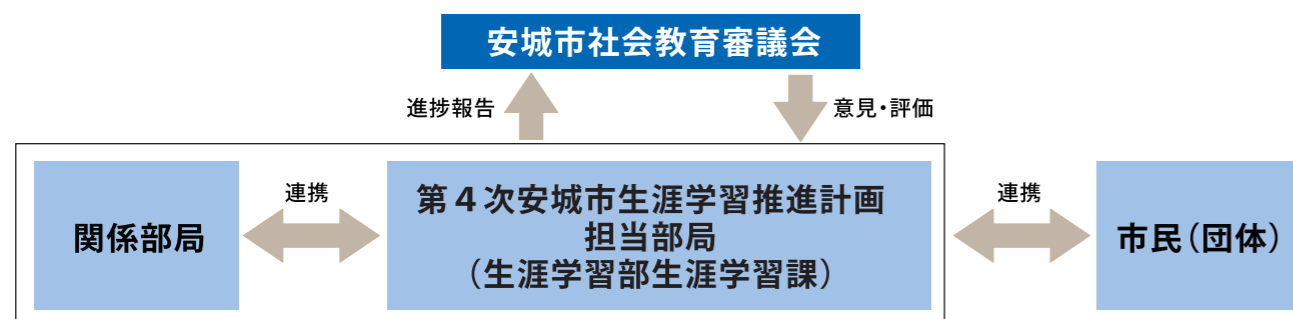 安城市社会教育審議会
進捗報告
意見・評価
関係部局
連携
第4次安城市生涯学習推進計画
担当部局
（生涯学習部生涯学習課）
連携
市民（団体）